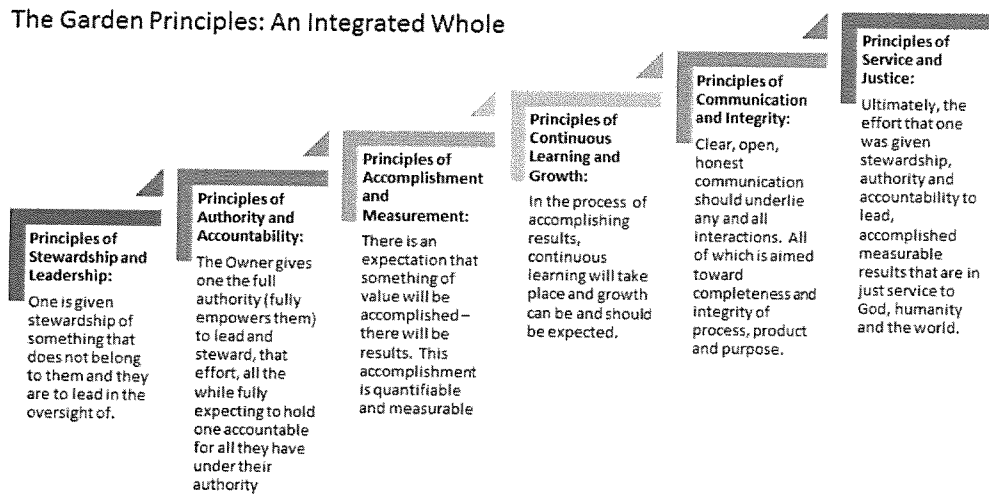 The Garden Principles: An Integrated Whole
Principles of
Stewardship and
Leadership:
One is given
stewardship of
something that
does not belong
to them and they
are to lead in the
oversight of.
Principles of
Authority and
Accountability:
The Owner gives
one the full
authority (fully
empowers them)
to lead and
steward, that
effort, all the
while fully
expecting to hold
one accountable
for all they have
under their
authority
Principles of
Accomplishment
and
Measurement:
There is an
expectation that
something of
value will be
accomplished –
there will be
results. This
accomplishment
is quantifiable
and measurable
Principles of
Continuous
Learning and
Growth:
In the process of
accomplishing
results,
continuous
learning will take
place and growth
can be and should
be expected.
Principles of
Communication
and Integrity:
Clear, open,
honest
communication
should underlie
any and all
interactions. All
of which is aimed
toward
completeness and
integrity of
process, product
and purpose.
Principles of
Service and
Justice:
Ultimately, the
effort that one
was given
stewardship,
authority and
accountability to
lead,
accomplished
measurable
results that are in
just service to
God, humanity
and the world.